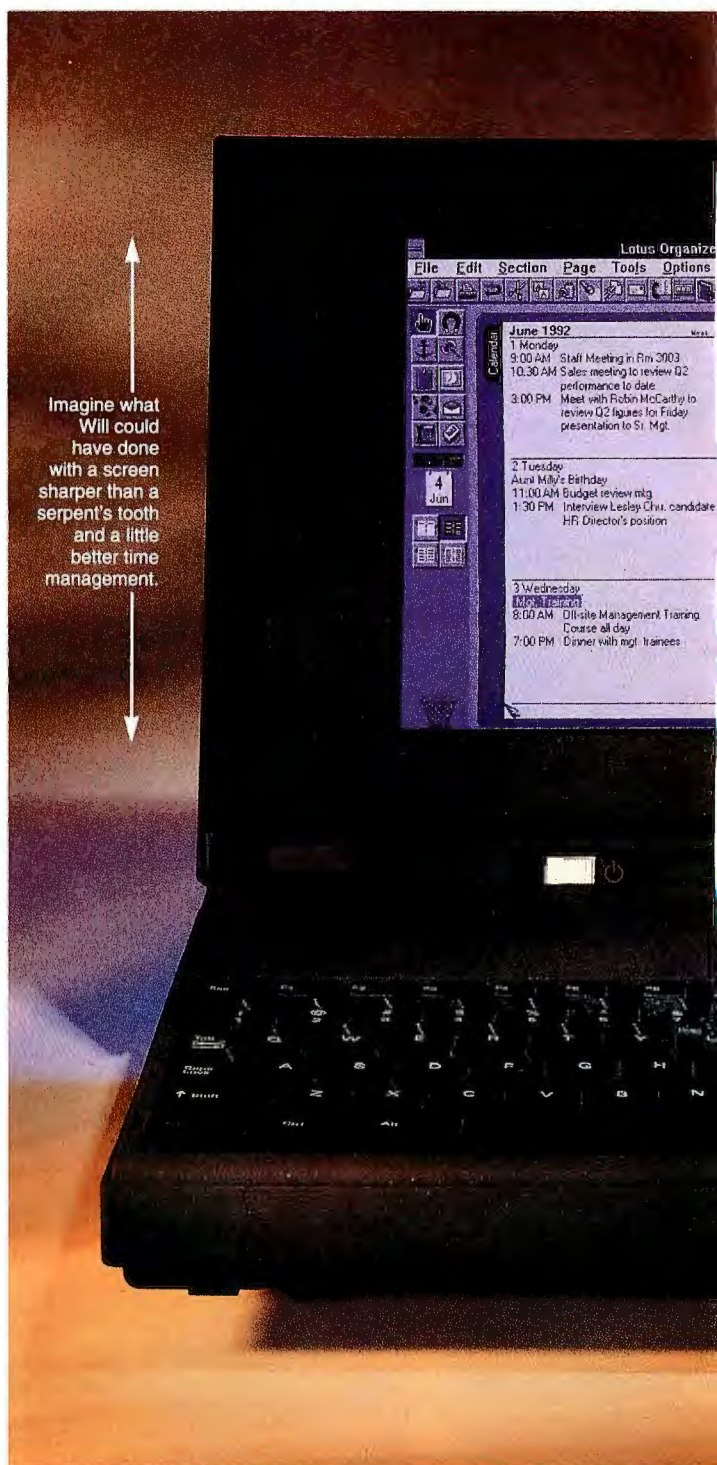 Imagine what
Will could
have done
with a screen
sharper than a
serpent's tooth
and a little
better time
management.
Lotus Organize
File Edit Section Page Tools Options
Calendar
June 1992
1 Monday
9:00 AM Staff Meeting in Rm 3003
10:30 AM Sales meeting to review Q2
performance to date
3:00 PM Meet with Robin McCarthy to
review Q2 figures for Friday
presentation to Sr. Mgt.
4
Jun
2 Tuesday
Aunt Milly's Birthday
11:00 AM Budget review mtg
1:30 PM Interview Lesley Chu, candidate
HR Director's position
3 Wednesday
Mgt. Training
8:00 AM Off-site Management Training
Course all day
7:00 PM Dinner with mgt. trainees
Q W
A S D F G H
Z X C V B N
Alt